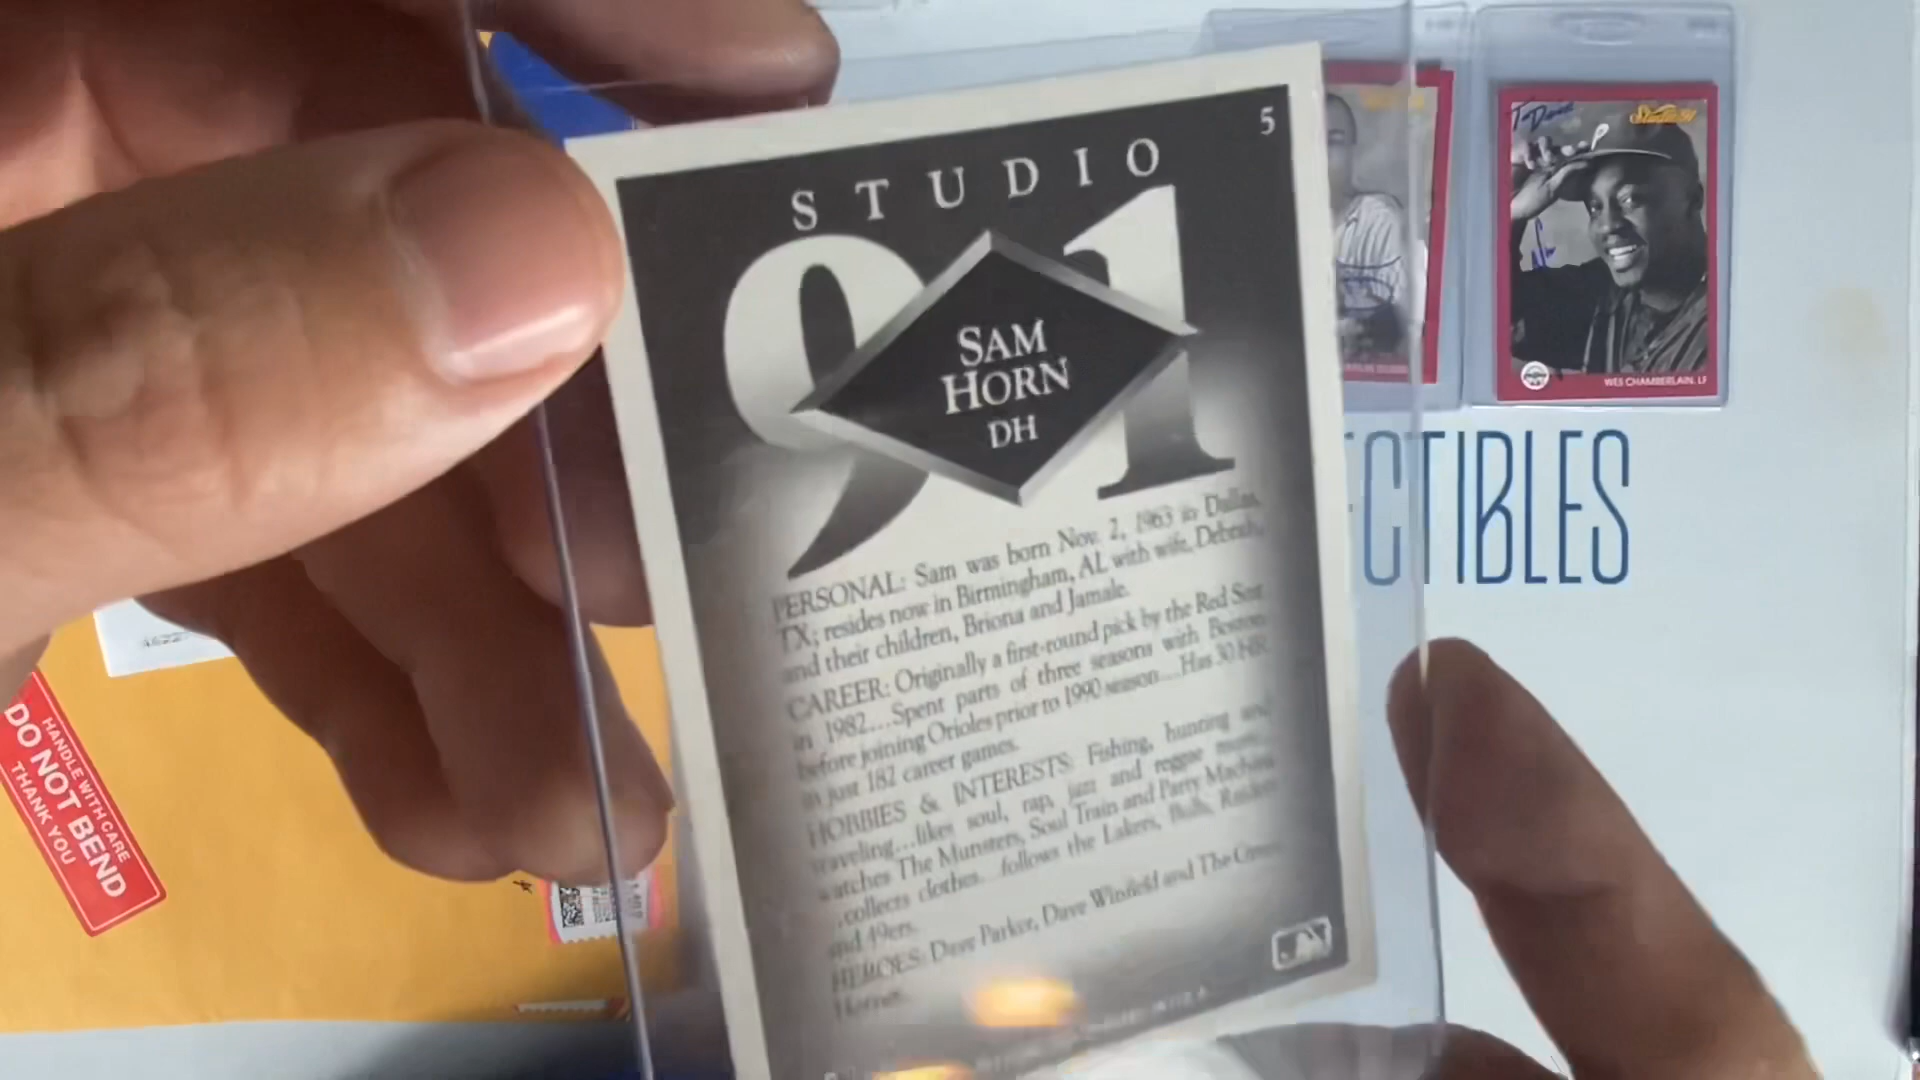 5
STUDIO
91
SAM
HORN
DH
PERSONAL: Sam was born Nov. 2, 1963 in Dallas,
TX; resides now in Birmingham, AL with wife, Deborah,
and their children, Briona and Jamale.
CAREER: Originally a first-round pick by the Red Sox
in 1982...Spent parts of three seasons with Boston
before joining Orioles prior to 1990 season...Has 30 HR
in just 182 career games.
HOBBIES & INTERESTS: Fishing, hunting and
traveling...likes soul, rap, jazz and reggae music...
watches The Munsters, Soul Train and Party Machine
...collects clothes...follows the Lakers, Bulls, Raiders
and 49ers.
HEROES: Dave Parker, Dave Winfield and The Green
Hornet.
To
Studio 91
WES CHAMBERLAIN, LF
CTIBLES
HANDLE WITH CARE
DO NOT BEND
THANK YOU